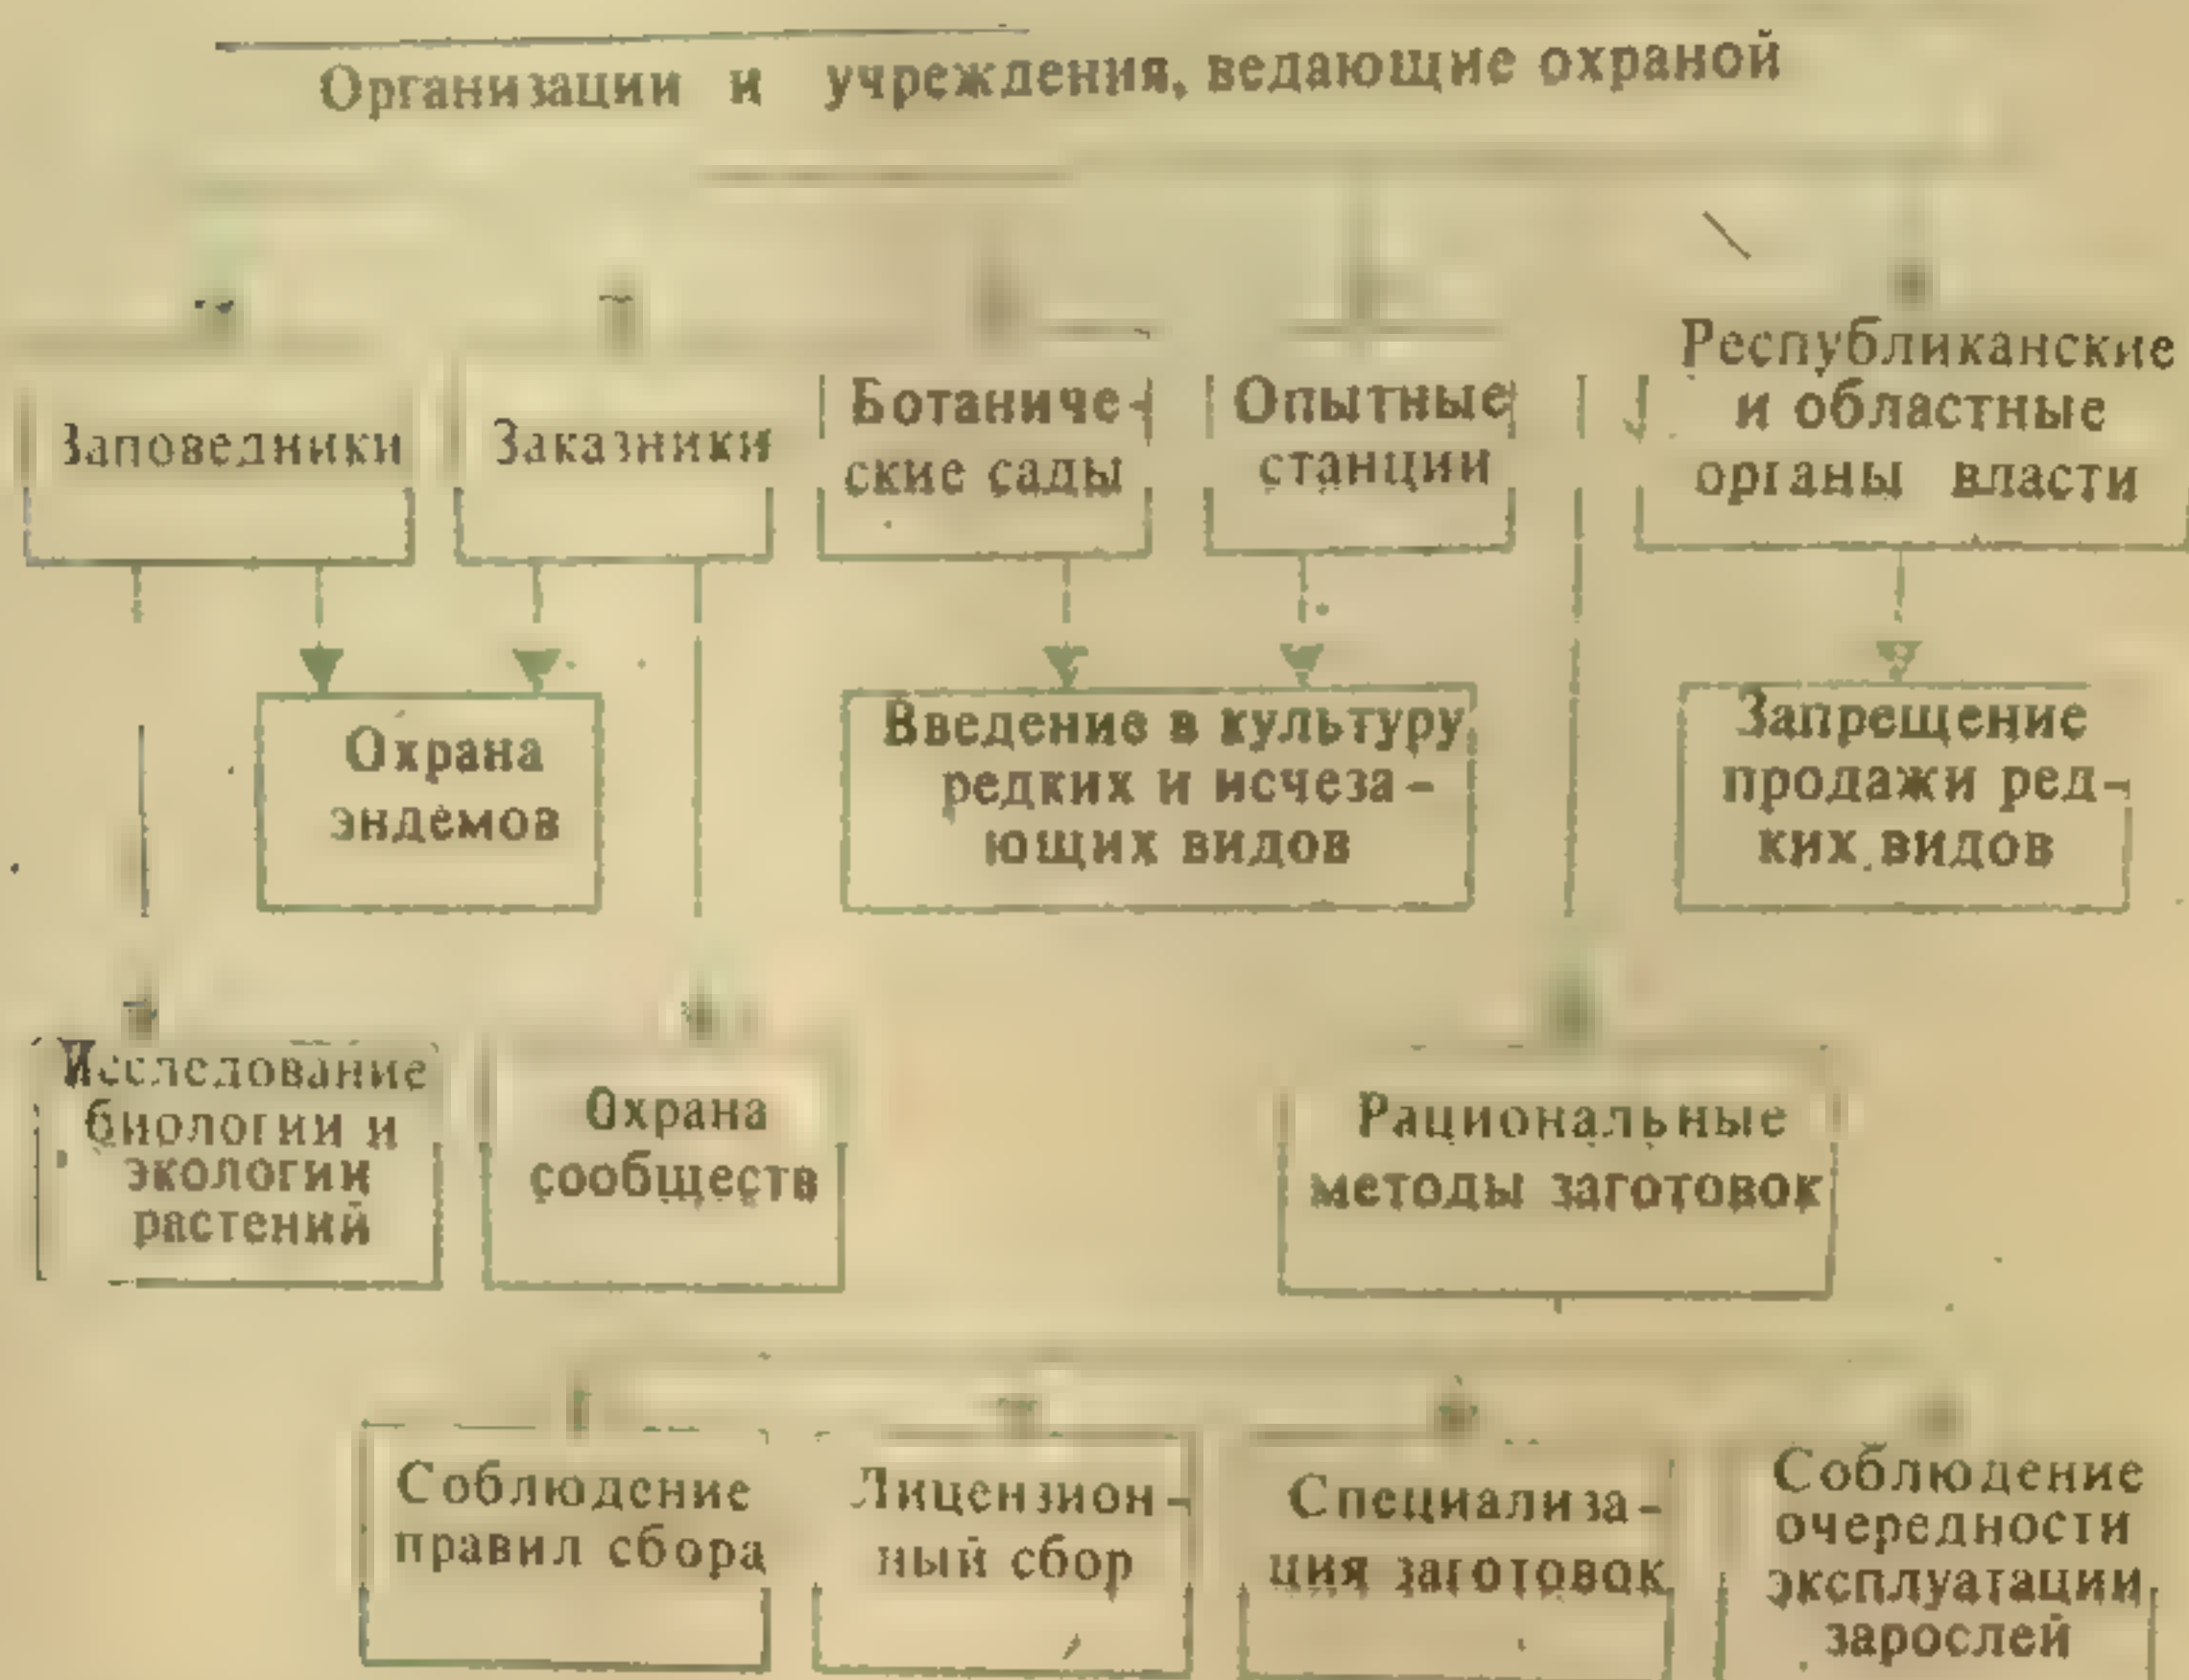 Организации и учреждения, ведающие охраной
Заповедники
Заказники
Ботаниче-
ские сады
Опытные
станции
Республиканские
и областные
органы власти
Охрана
эндемов
Введение в культуру
редких и исчеза-
ющих видов
Запрещение
продажи ред-
ких видов
Исследование
биологии и
экологии
растений
Охрана
сообществ
Рациональные
методы заготовок
Соблюдение
правил сбора
Лицензион-
ный сбор
Специализа-
ция заготовок
Соблюдение
очередности
эксплуатации
зарослей